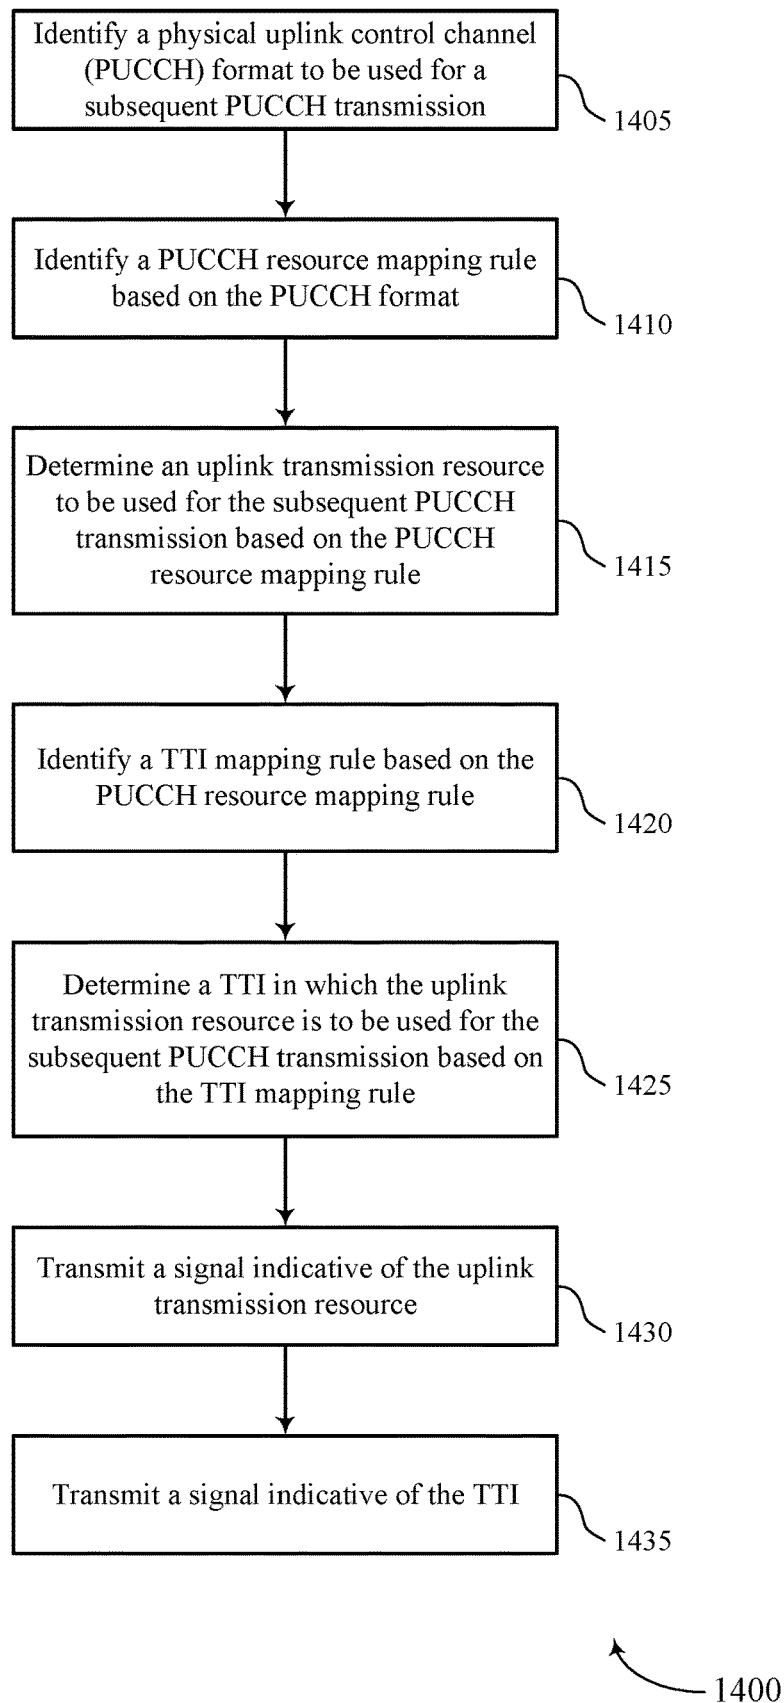 Identify a physical uplink control channel
(PUCCH) format to be used for a
subsequent PUCCH transmission
1405
Identify a PUCCH resource mapping rule
based on the PUCCH format
1410
Determine an uplink transmission resource
to be used for the subsequent PUCCH
transmission based on the PUCCH
resource mapping rule
1415
Identify a TTI mapping rule based on the
PUCCH resource mapping rule
1420
Determine a TTI in which the uplink
transmission resource is to be used for the
subsequent PUCCH transmission based on
the TTI mapping rule
1425
Transmit a signal indicative of the uplink
transmission resource
1430
Transmit a signal indicative of the TTI
1435
1400